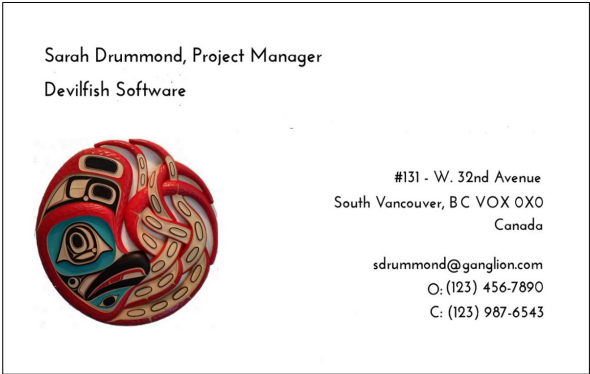 Sarah Drummond, Project Manager
Devilfish Software
#131 - W. 32nd Avenue
South Vancouver, BC VOX 0X0
Canada
sdrummond@ganglion.com
O: (123) 456-7890
C: (123) 987-6543